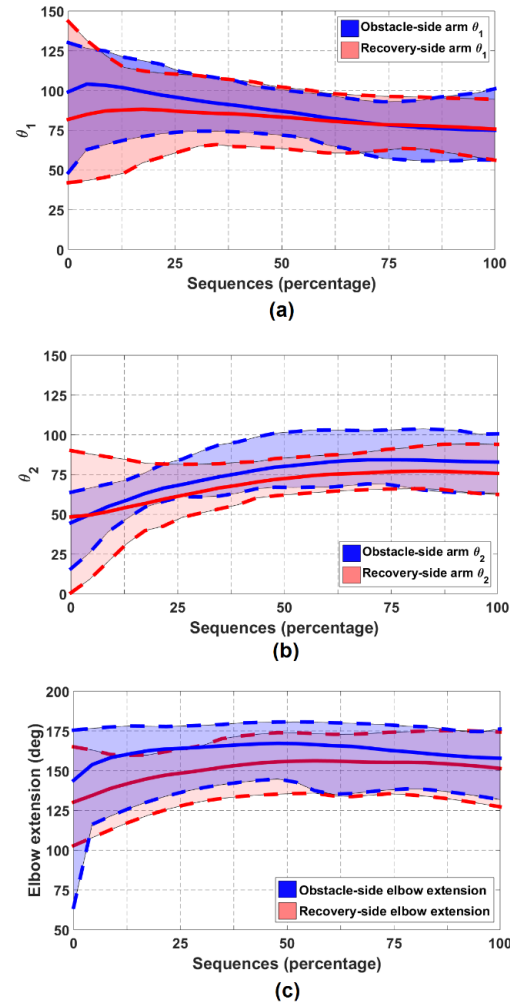 150
125
100
75
50
25
0
θ1
Obstacle-side arm θ1
Recovery-side arm θ1
0 25 50 75 100
Sequences (percentage)
(a)
150
125
100
75
50
25
0
θ2
Obstacle-side arm θ2
Recovery-side arm θ2
0 25 50 75 100
Sequences (percentage)
(b)
200
175
150
125
100
75
50
Elbow extension (deg)
Obstacle-side elbow extension
Recovery-side elbow extension
0 25 50 75 100
Sequences (percentage)
(c)